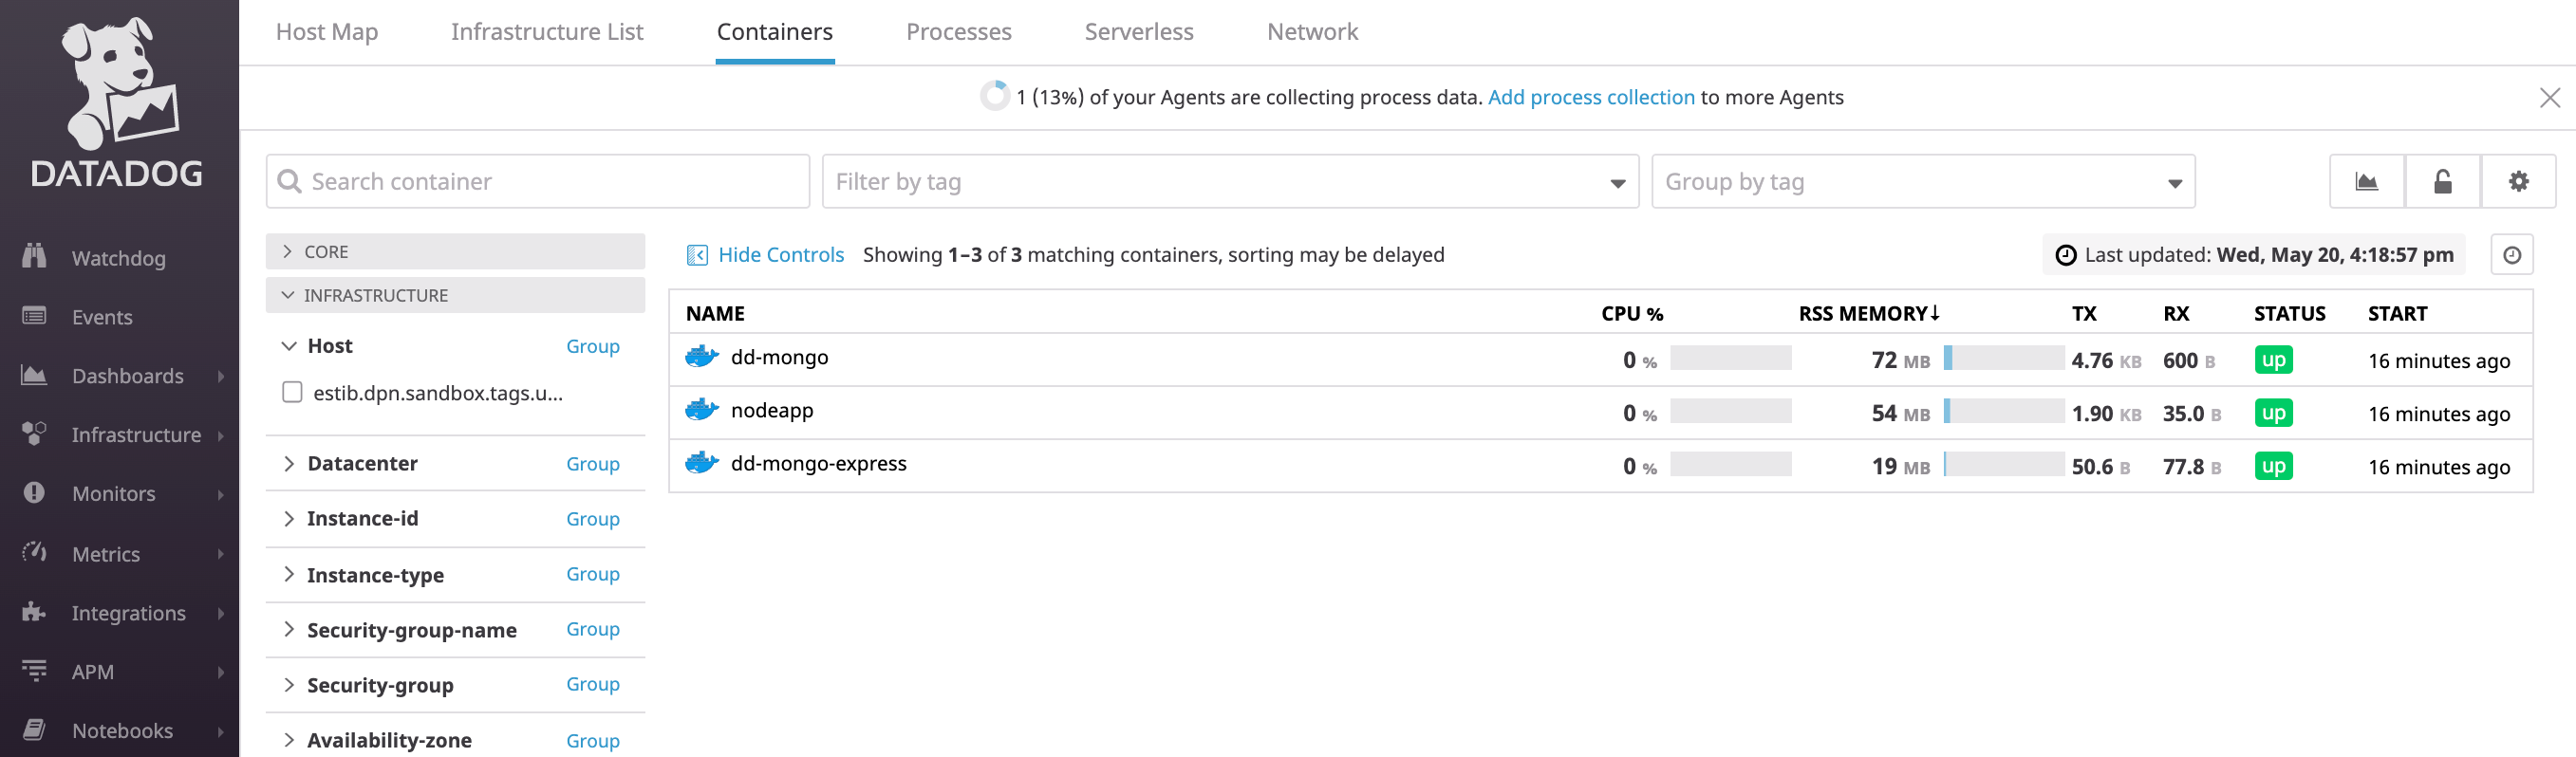 DATADOG
Watchdog
Events
Dashboards
Infrastructure
Monitors
Metrics
Integrations
APM
Notebooks
Host Map Infrastructure List Containers Processes Serverless Network
1 (13%) of your Agents are collecting process data. Add process collection to more Agents
Search container Filter by tag Group by tag
CORE
INFRASTRUCTURE
Host Group
estib.dpn.sandbox.tags.u...
Datacenter Group
Instance-id Group
Instance-type Group
Security-group-name Group
Security-group Group
Availability-zone Group
Hide Controls Showing 1–3 of 3 matching containers, sorting may be delayed Last updated: Wed, May 20, 4:18:57 pm
NAME CPU % RSS MEMORY↓ TX RX STATUS START
dd-mongo 0 % 72 MB 4.76 KB 600 B up 16 minutes ago
nodeapp 0 % 54 MB 1.90 KB 35.0 B up 16 minutes ago
dd-mongo-express 0 % 19 MB 50.6 B 77.8 B up 16 minutes ago